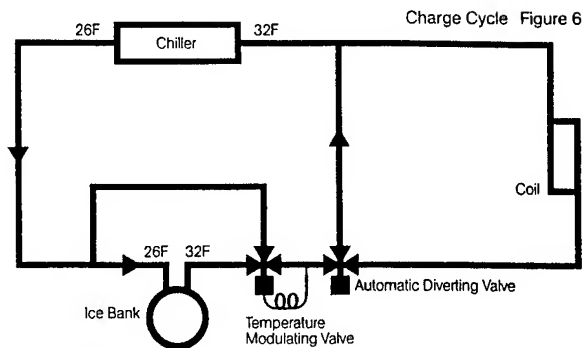 Charge Cycle Figure 6
26F
Chiller
32F
Coil
26F 32F
Automatic Diverting Valve
Ice Bank
Temperature
Modulating Valve